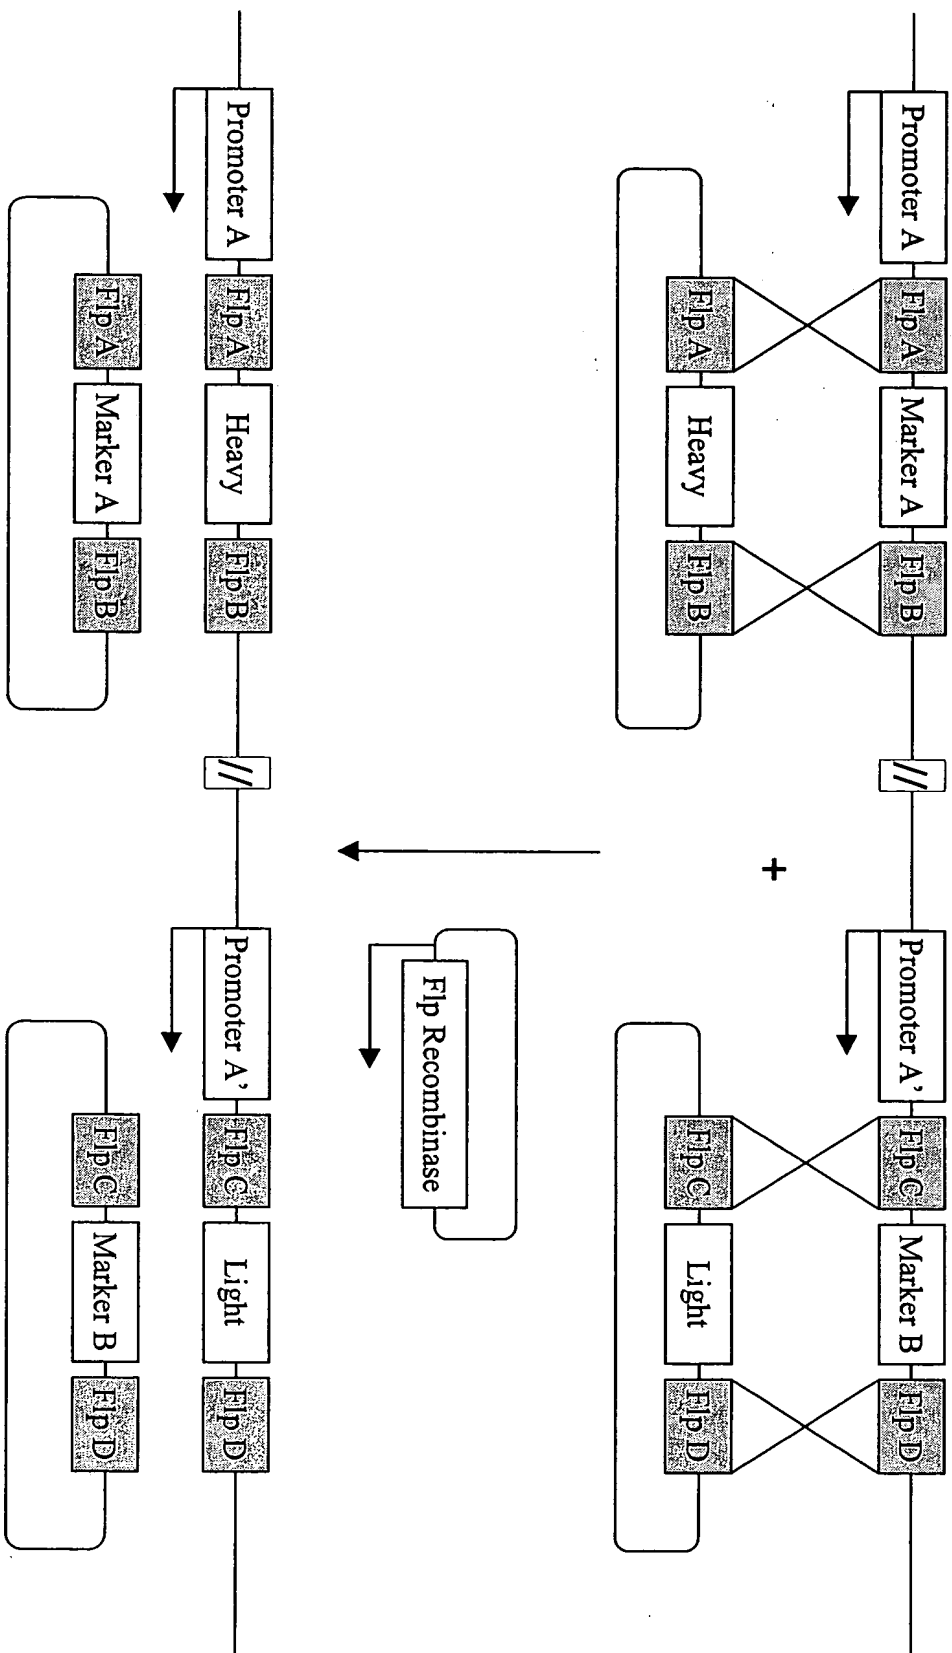 Promoter A Flp A Marker A Flp B // Promoter A' Flp C Marker B Flp D
+
Flp A Heavy Flp B
Flp C Light Flp D
Flp Recombinase
Promoter A Flp A Heavy Flp B // Promoter A' Flp C Light Flp D
Flp A Marker A Flp B
Flp C Marker B Flp D